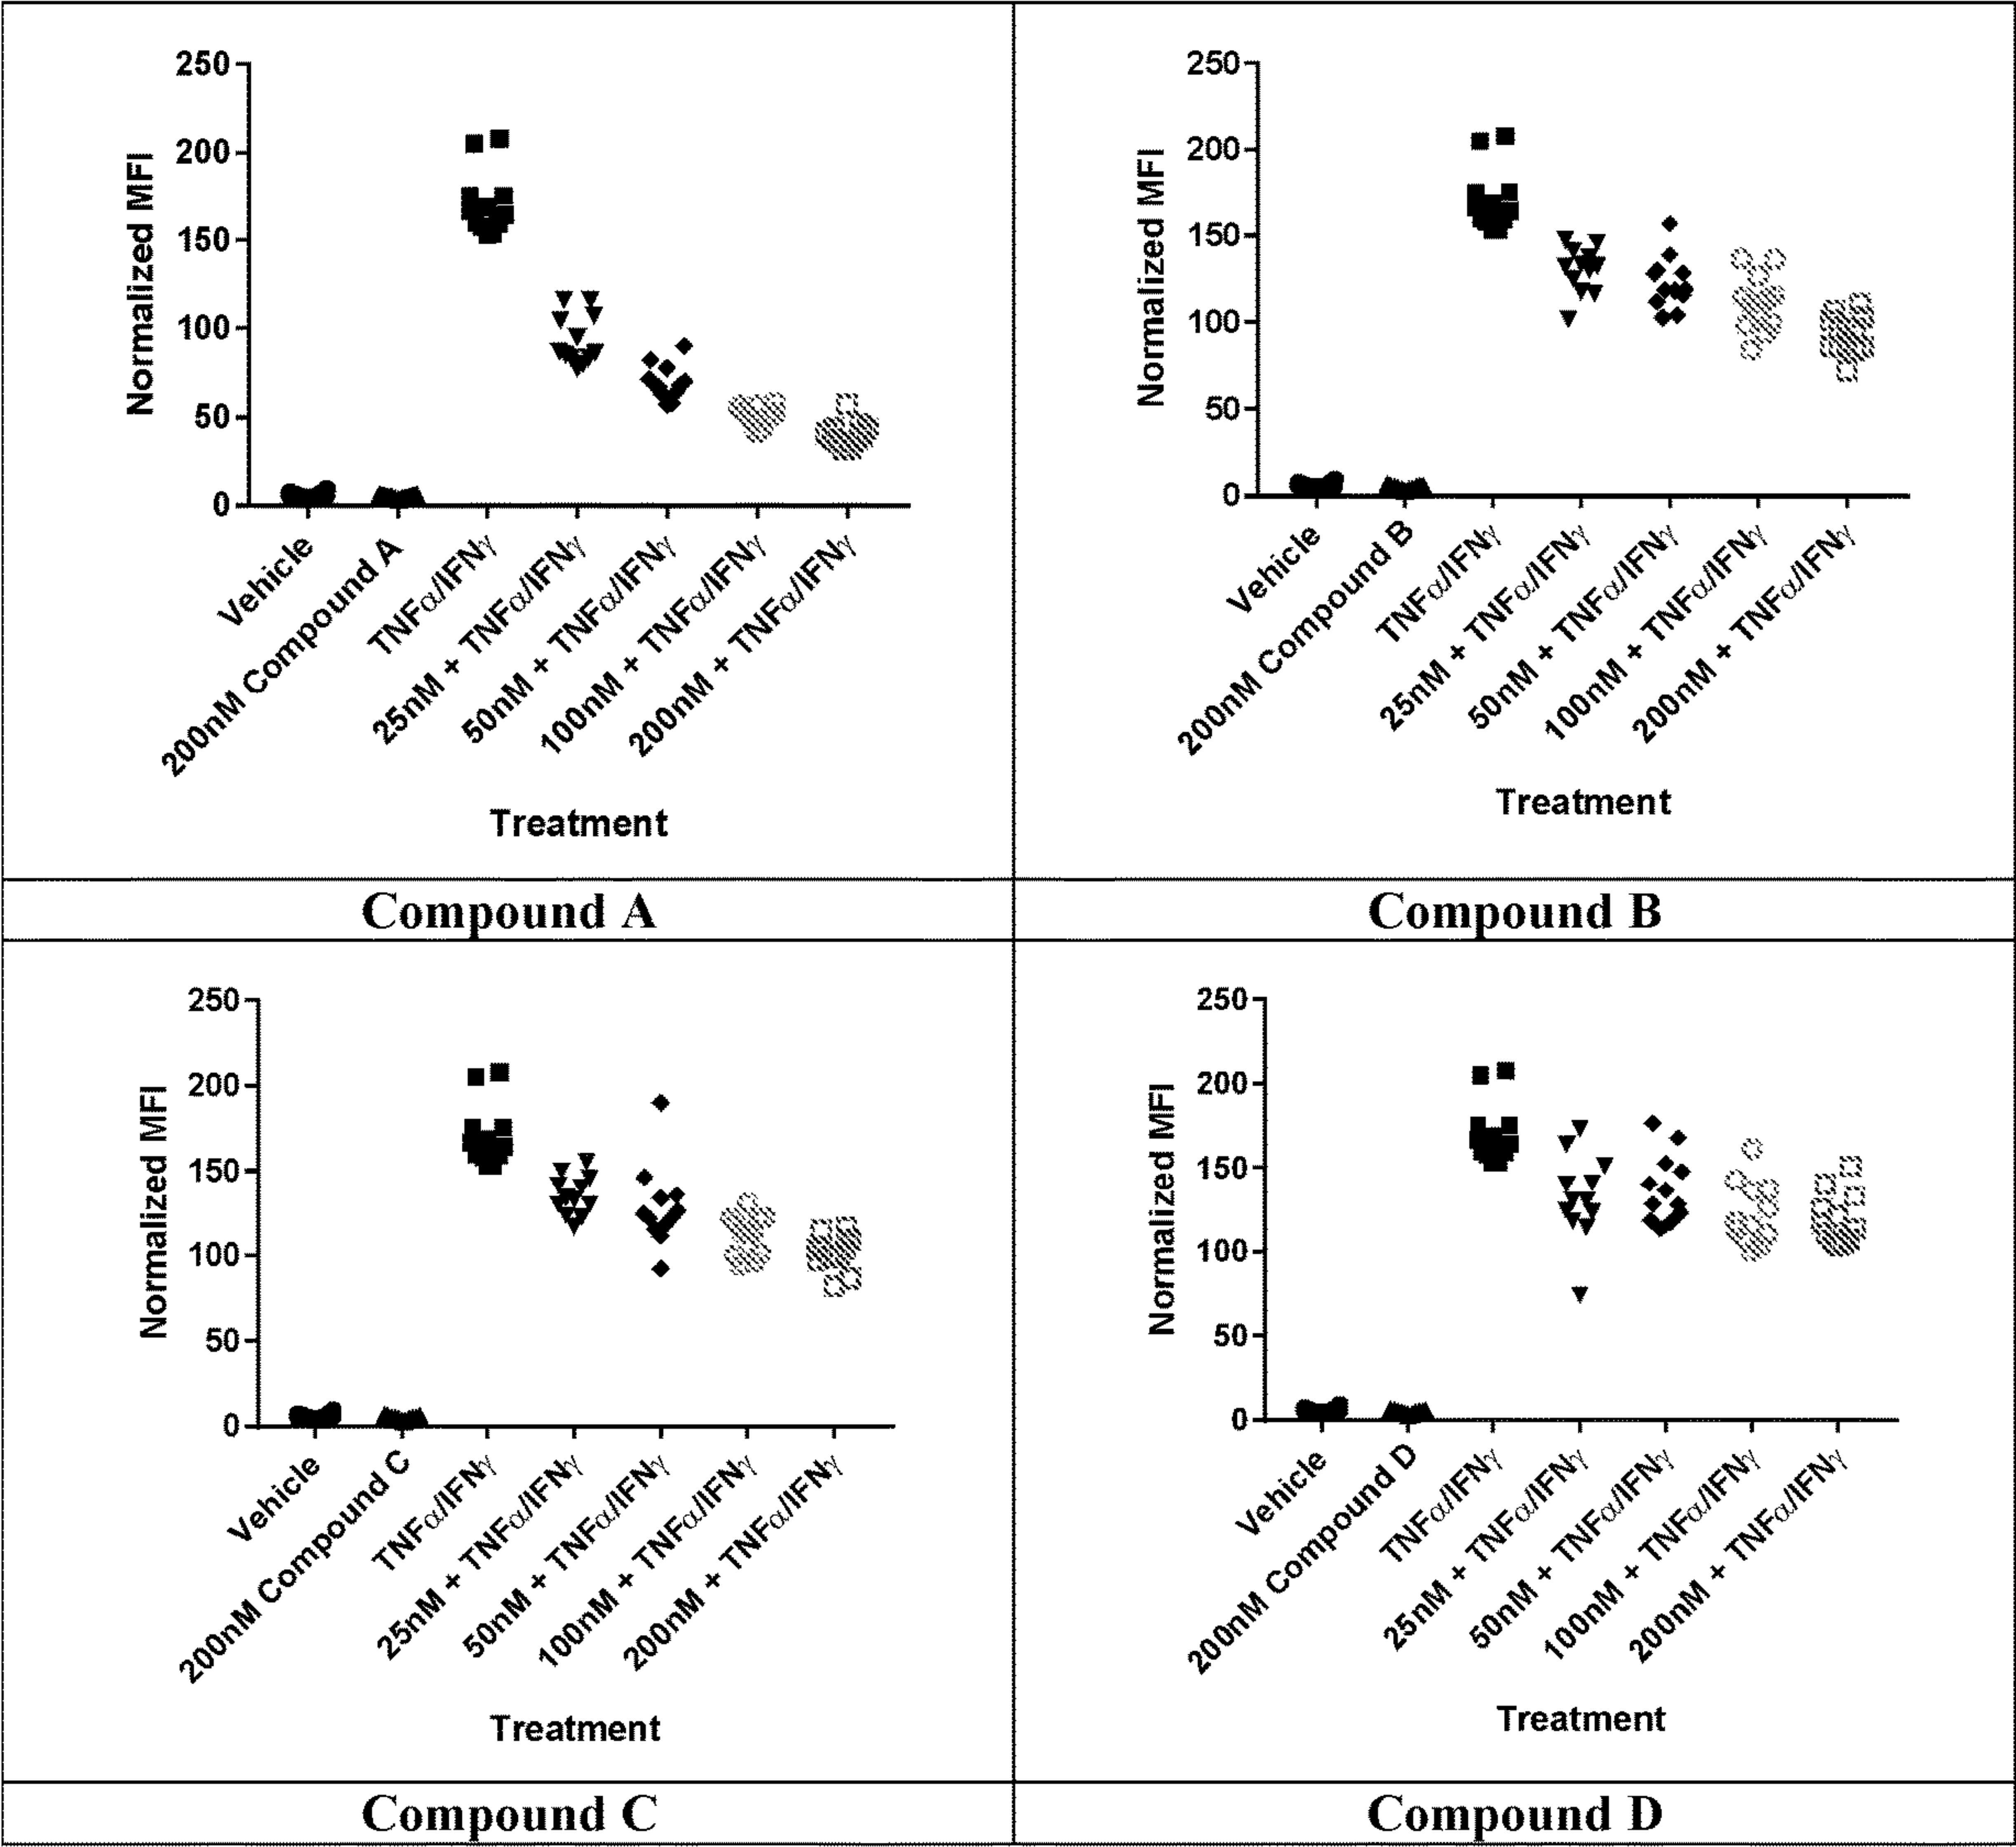 250
200
150
100
50
0
Normalized MFI
Vehicle
200nM Compound A
TNFα/IFNγ
25nM + TNFα/IFNγ
50nM + TNFα/IFNγ
100nM + TNFα/IFNγ
200nM + TNFα/IFNγ
Treatment
Compound A
250
200
150
100
50
0
Normalized MFI
Vehicle
200nM Compound B
TNFα/IFNγ
25nM + TNFα/IFNγ
50nM + TNFα/IFNγ
100nM + TNFα/IFNγ
200nM + TNFα/IFNγ
Treatment
Compound B
250
200
150
100
50
0
Normalized MFI
Vehicle
200nM Compound C
TNFα/IFNγ
25nM + TNFα/IFNγ
50nM + TNFα/IFNγ
100nM + TNFα/IFNγ
200nM + TNFα/IFNγ
Treatment
Compound C
250
200
150
100
50
0
Normalized MFI
Vehicle
200nM Compound D
TNFα/IFNγ
25nM + TNFα/IFNγ
50nM + TNFα/IFNγ
100nM + TNFα/IFNγ
200nM + TNFα/IFNγ
Treatment
Compound D